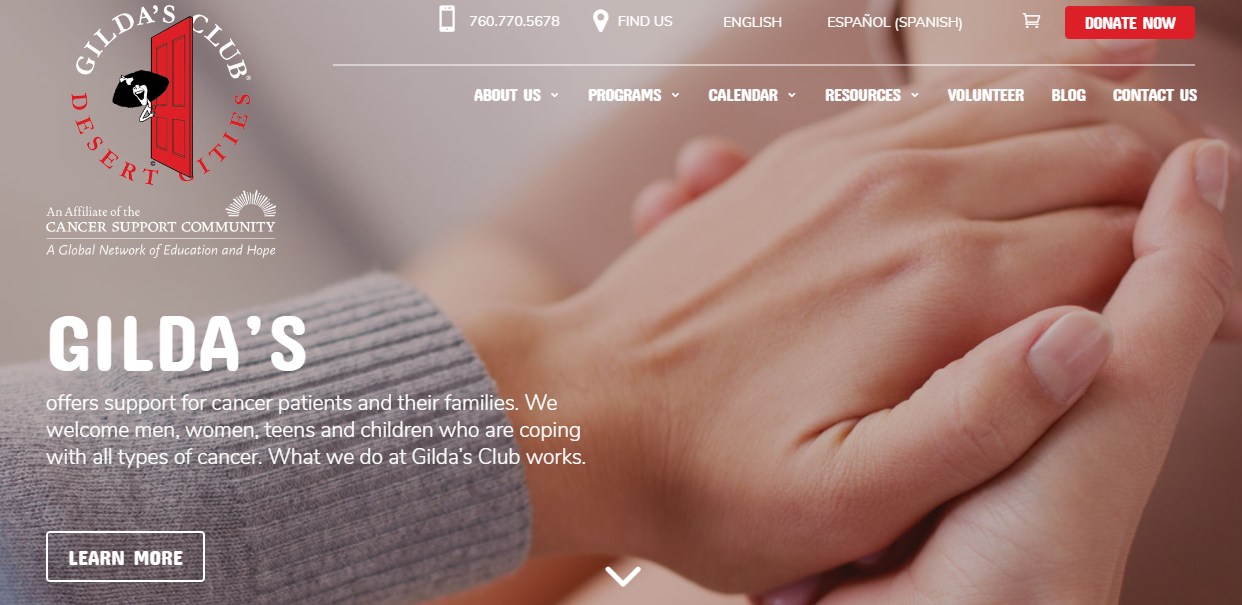 GILDA'S CLUB®
DESERT CITIES
An Affiliate of the
CANCER SUPPORT COMMUNITY
A Global Network of Education and Hope
760.770.5678
FIND US
ENGLISH
ESPAÑOL (SPANISH)
DONATE NOW
ABOUT US
PROGRAMS
CALENDAR
RESOURCES
VOLUNTEER
BLOG
CONTACT US
GILDA’S
offers support for cancer patients and their families. We
welcome men, women, teens and children who are coping
with all types of cancer. What we do at Gilda’s Club works.
LEARN MORE